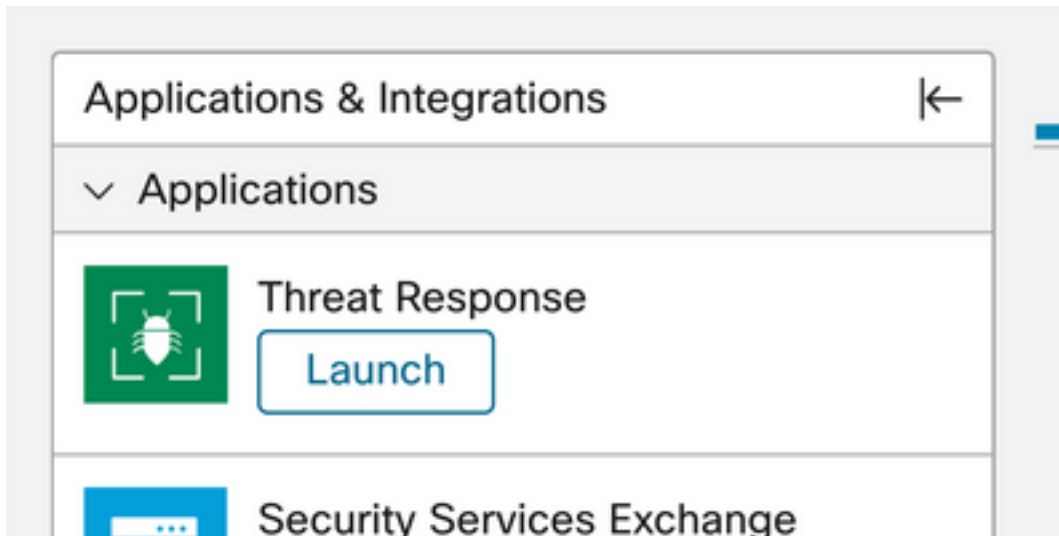 Applications & Integrations
Applications
Threat Response
Launch
Security Services Exchange